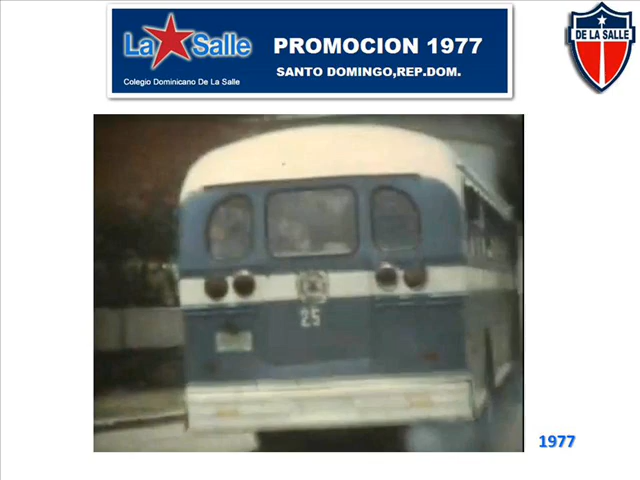 La Salle
Colegio Dominicano De La Salle
PROMOCION 1977
SANTO DOMINGO,REP.DOM.
DE LA SALLE
25
1977